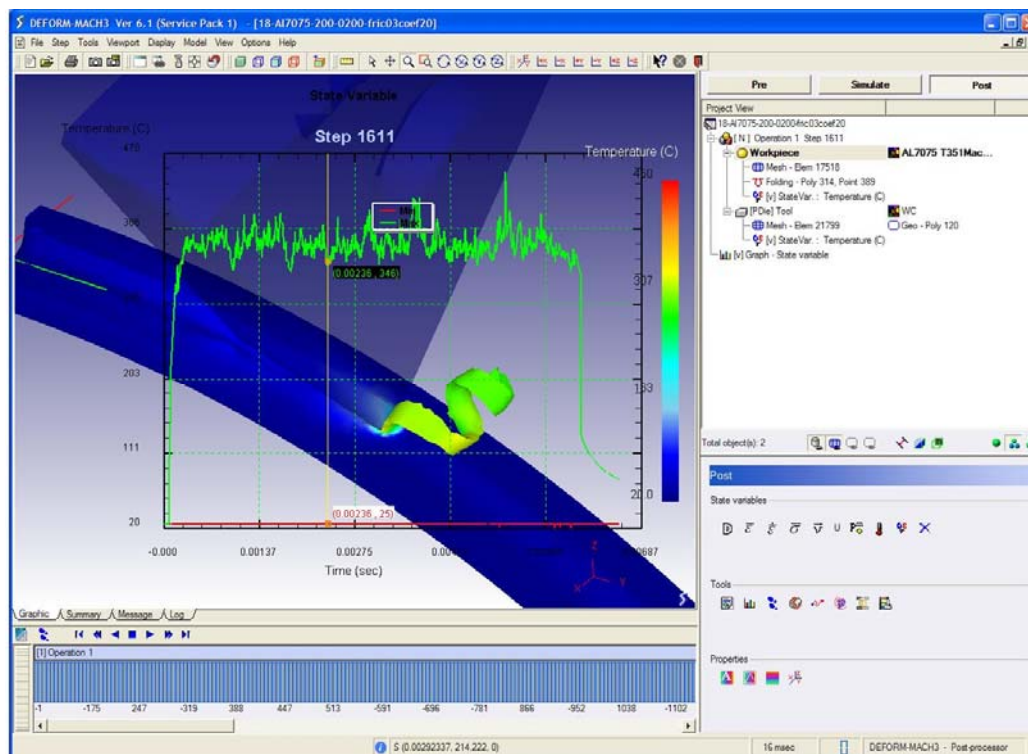 DEFORM-MACH3 Ver 6.1 (Service Pack 1) - [18-Al7075-200-0200-fric03coef20]
File Step Tools Viewport Display Model View Options Help
Pre Simulate Post
Project View
18-Al7075-200-0200-fric03coef20
[ N ] Operation 1 Step 1611
Workpiece AL7075 T351Mac...
Mesh - Elem 17518
Folding - Poly 314, Point 389
[v] StateVar. : Temperature (C)
[PDie] Tool WC
Mesh - Elem 21799 Geo - Poly 120
[v] StateVar. : Temperature (C)
[v] Graph - State variable
State Variable
Temperature (C)
Step 1611
Temperature (C)
(0.00236 , 346)
203
111
20
(0.00236 , 25)
-0.000 0.00137 0.00275
Time (sec)
Z
X Y
20.0
Total object(s): 2
Post
State variables
Tools
Properties
Graphic Summary Message Log
[1] Operation 1
-1 -175 247 -319 388 447 513 -591 -696 -781 866 -952 1038 -1102
S (0.00292337, 214.222, 0)
16 msec
DEFORM-MACH3 - Post-processor